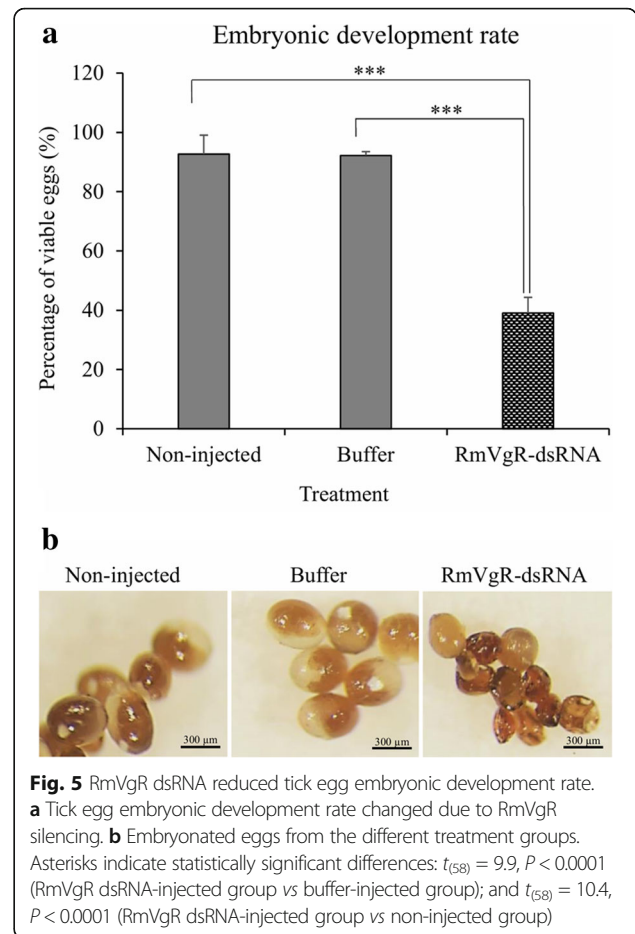 a
Embryonic development rate
120
100
80
60
40
20
0
Percentage of viable eggs (%)
***
***
Non-injected Buffer RmVgR-dsRNA
Treatment
b
Non-injected Buffer RmVgR-dsRNA
300 µm 300 µm 300 µm
Fig. 5 RmVgR dsRNA reduced tick egg embryonic development rate.
a Tick egg embryonic development rate changed due to RmVgR
silencing. b Embryonated eggs from the different treatment groups.
Asterisks indicate statistically significant differences: t(58) = 9.9, P < 0.0001
(RmVgR dsRNA-injected group vs buffer-injected group); and t(58) = 10.4,
P < 0.0001 (RmVgR dsRNA-injected group vs non-injected group)